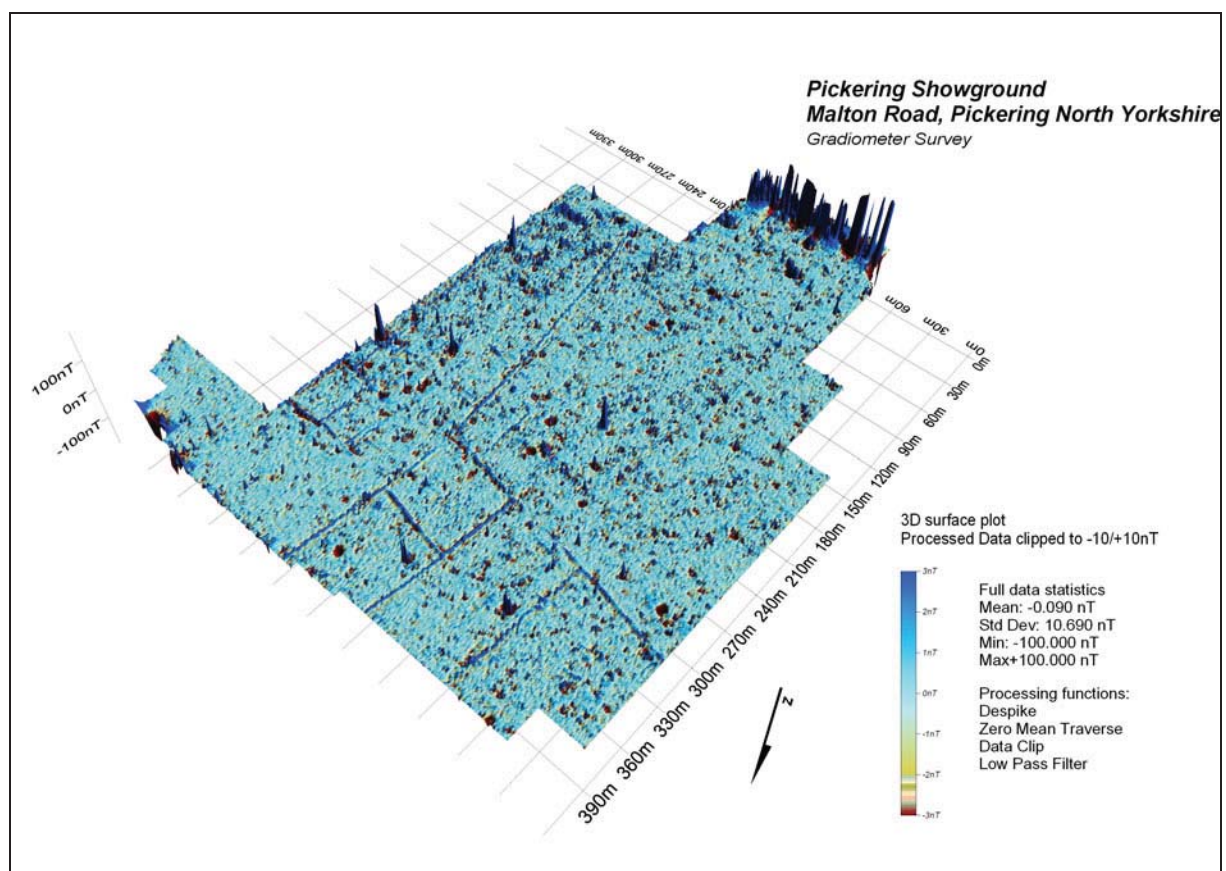 Pickering Showground
Malton Road, Pickering North Yorkshire
Gradiometer Survey
330m
300m
270m
240m
100nT
0nT
-100nT
60m
30m
0m
0m
30m
60m
90m
120m
150m
180m
210m
240m
270m
300m
330m
360m
390m
z
3D surface plot
Processed Data clipped to -10/+10nT
3nT
2nT
1nT
0nT
-1nT
-2nT
-3nT
Full data statistics
Mean: -0.090 nT
Std Dev: 10.690 nT
Min: -100.000 nT
Max+100.000 nT
Processing functions:
Despike
Zero Mean Traverse
Data Clip
Low Pass Filter